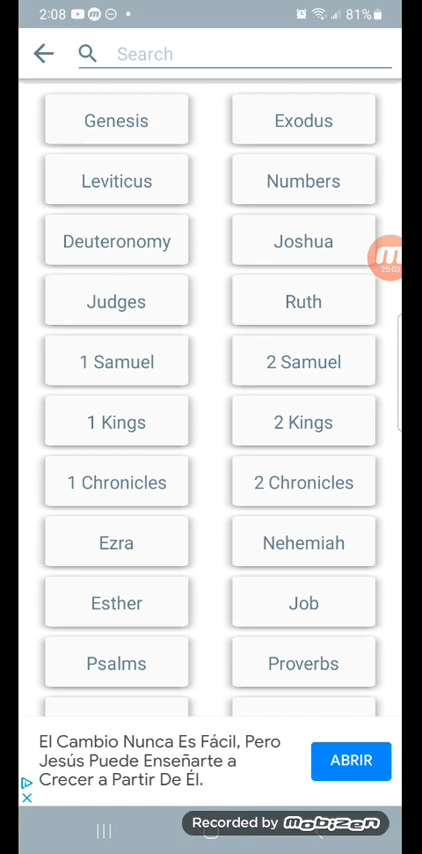 2:08 81%
Search
Genesis Exodus
Leviticus Numbers
Deuteronomy Joshua
25:03
Judges Ruth
1 Samuel 2 Samuel
1 Kings 2 Kings
1 Chronicles 2 Chronicles
Ezra Nehemiah
Esther Job
Psalms Proverbs
El Cambio Nunca Es Fácil, Pero
Jesús Puede Enseñarte a
Crecer a Partir De Él.
ABRIR
Recorded by mobizen